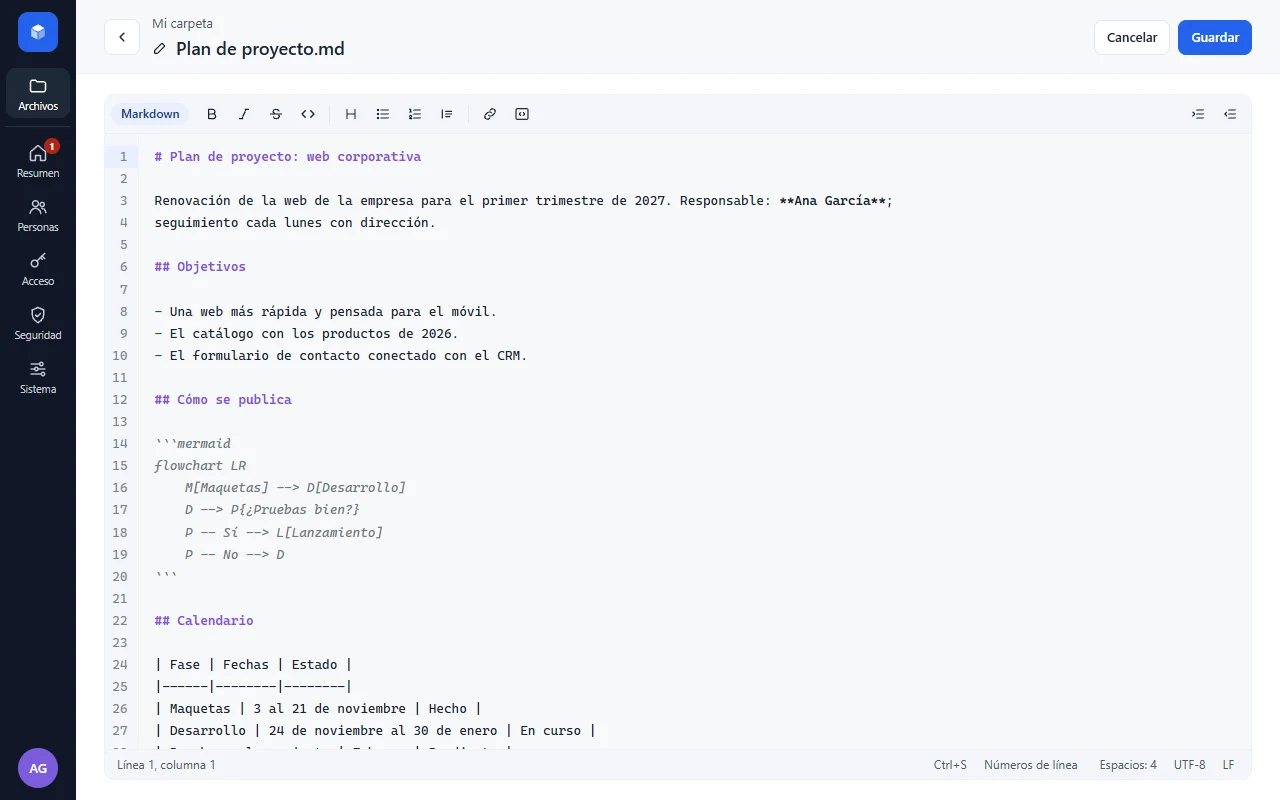 Mi carpeta
Plan de proyecto.md
Cancelar
Guardar
Archivos
1
Resumen
Personas
Acceso
Seguridad
Sistema
AG
Markdown
1 # Plan de proyecto: web corporativa
2
3 Renovación de la web de la empresa para el primer trimestre de 2027. Responsable: **Ana García**;
4 seguimiento cada lunes con dirección.
5
6 ## Objetivos
7
8 - Una web más rápida y pensada para el móvil.
9 - El catálogo con los productos de 2026.
10 - El formulario de contacto conectado con el CRM.
11
12 ## Cómo se publica
13
14 ```mermaid
15 flowchart LR
16     M[Maquetas] --> D[Desarrollo]
17     D --> P{¿Pruebas bien?}
18     P -- Sí --> L[Lanzamiento]
19     P -- No --> D
20 ```
21
22 ## Calendario
23
24 | Fase | Fechas | Estado |
25 |------|--------|--------|
26 | Maquetas | 3 al 21 de noviembre | Hecho |
27 | Desarrollo | 24 de noviembre al 30 de enero | En curso |
Línea 1, columna 1
Ctrl+S
Números de línea
Espacios: 4
UTF-8
LF